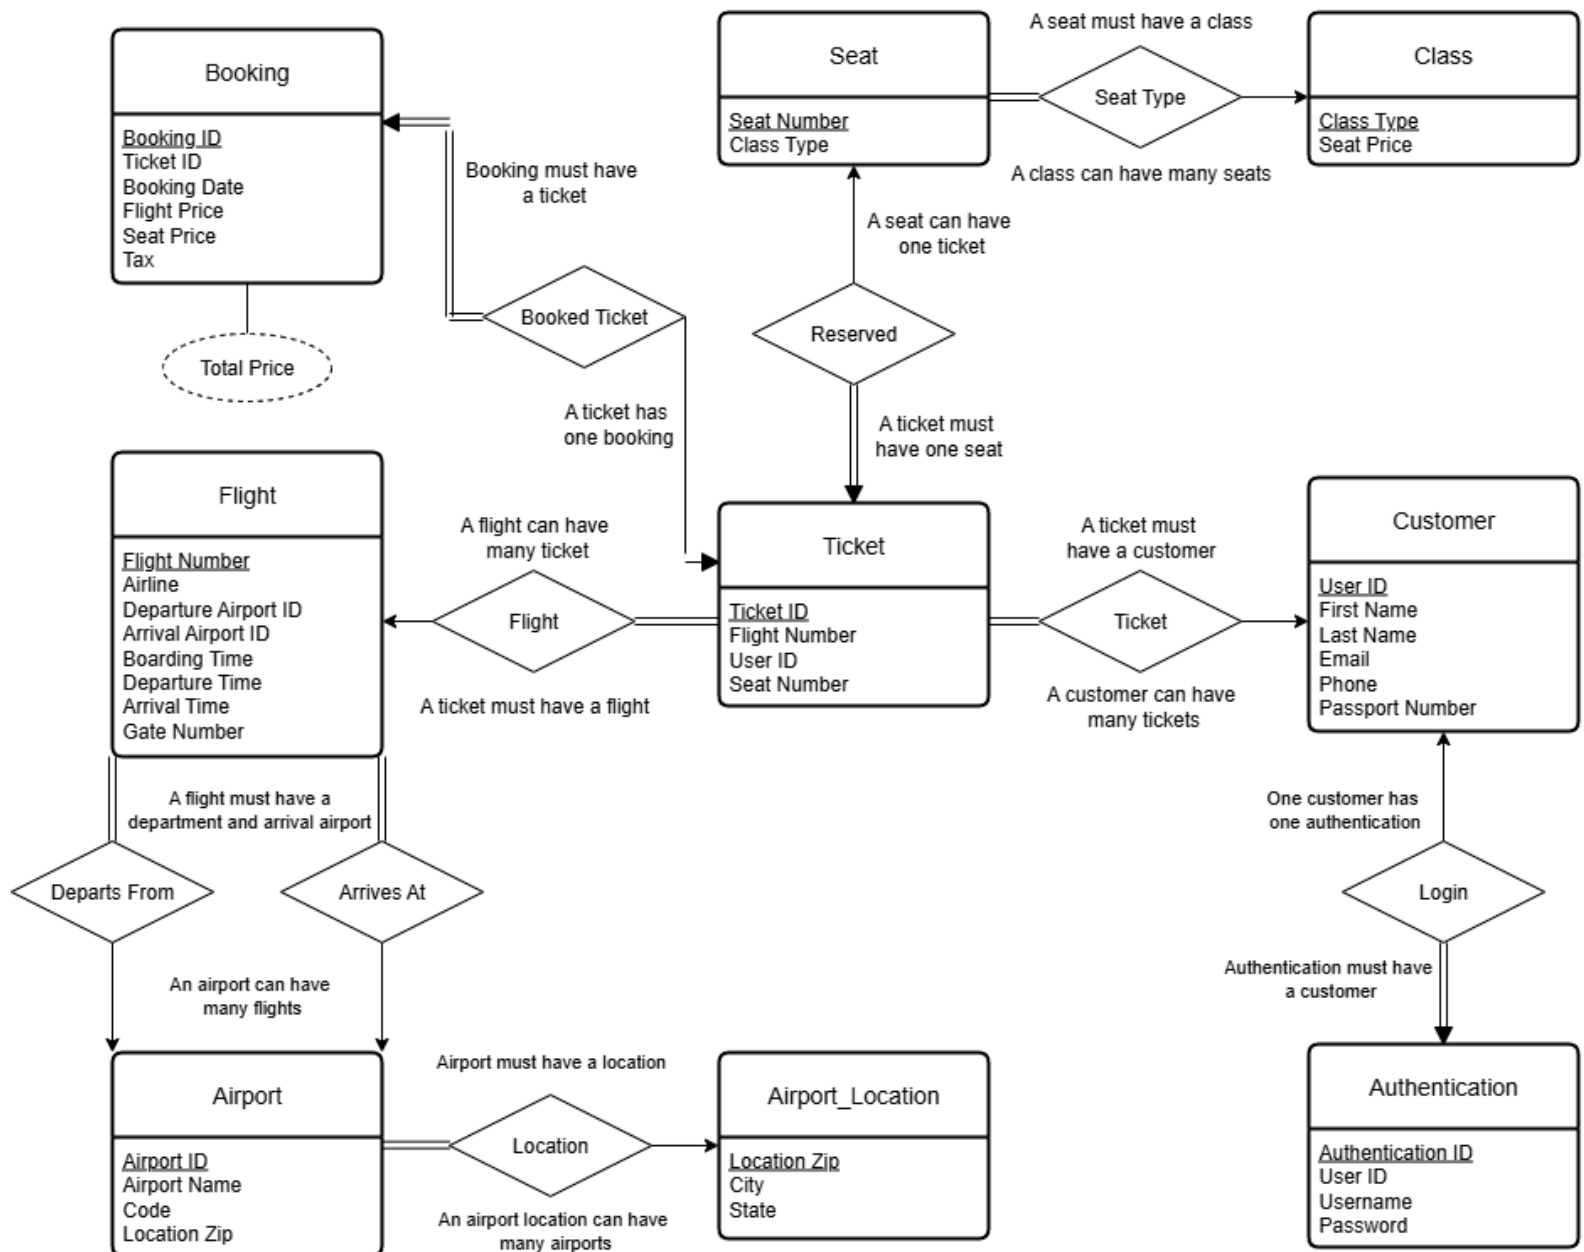 Booking
Booking ID
Ticket ID
Booking Date
Flight Price
Seat Price
Tax
Total Price
Booking must have
a ticket
Booked Ticket
A ticket has
one booking
Seat
Seat Number
Class Type
A seat must have a class
Seat Type
A class can have many seats
Class
Class Type
Seat Price
A seat can have
one ticket
Reserved
A ticket must
have one seat
Flight
Flight Number
Airline
Departure Airport ID
Arrival Airport ID
Boarding Time
Departure Time
Arrival Time
Gate Number
A flight can have
many ticket
Flight
A ticket must have a flight
Ticket
Ticket ID
Flight Number
User ID
Seat Number
A ticket must
have a customer
Ticket
A customer can have
many tickets
Customer
User ID
First Name
Last Name
Email
Phone
Passport Number
A flight must have a
department and arrival airport
Departs From
Arrives At
An airport can have
many flights
One customer has
one authentication
Login
Authentication must have
a customer
Airport
Airport ID
Airport Name
Code
Location Zip
Airport must have a location
Location
An airport location can have
many airports
Airport_Location
Location Zip
City
State
Authentication
Authentication ID
User ID
Username
Password